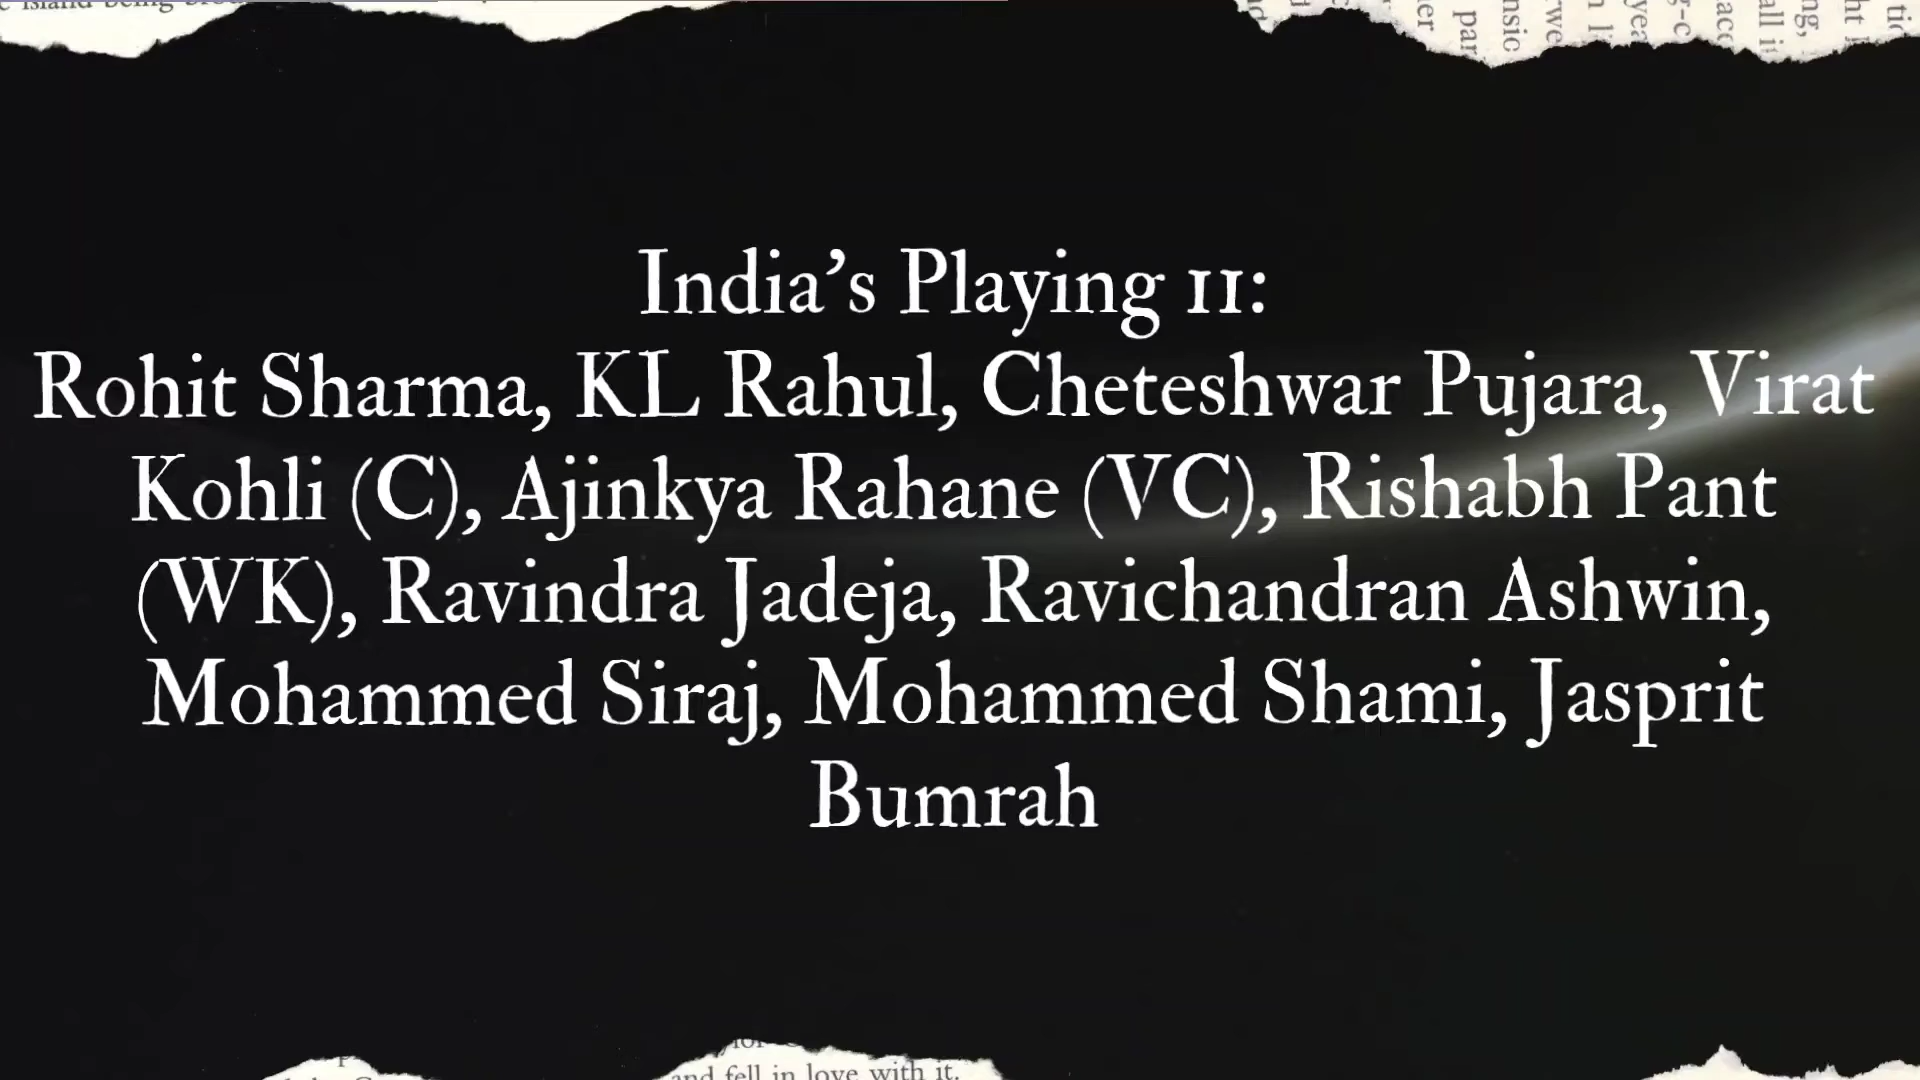 India's Playing 11:
Rohit Sharma, KL Rahul, Cheteshwar Pujara, Virat
Kohli (C), Ajinkya Rahane (VC), Rishabh Pant
(WK), Ravindra Jadeja, Ravichandran Ashwin,
Mohammed Siraj, Mohammed Shami, Jasprit
Bumrah
and fell in love with it.